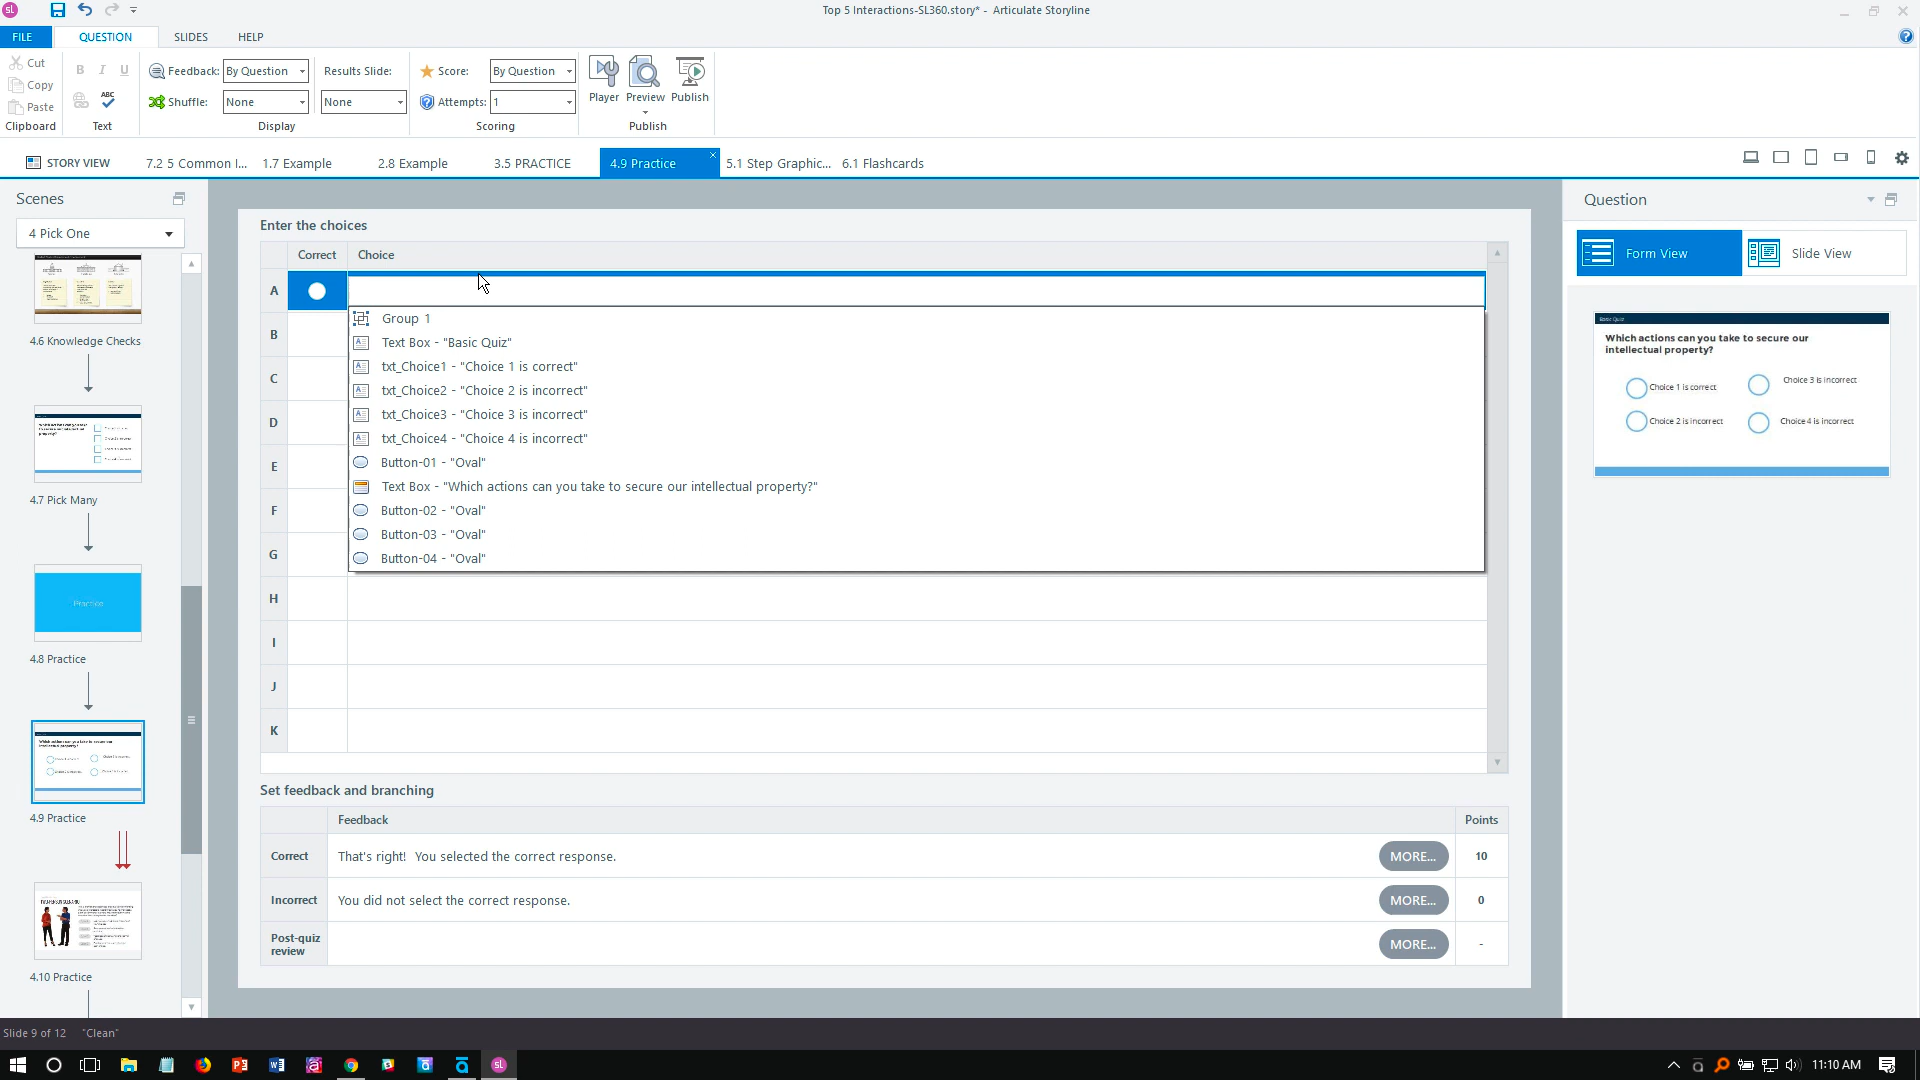 sl
Top 5 Interactions-SL360.story* - Articulate Storyline
FILE
QUESTION
SLIDES
HELP
Cut
Copy
Paste
Clipboard
B I U
ABC
Text
Feedback: By Question
Shuffle: None
Results Slide:
None
Display
Score: By Question
Attempts: 1
Scoring
Player
Preview
Publish
Publish
STORY VIEW
7.2 5 Common I...
1.7 Example
2.8 Example
3.5 PRACTICE
4.9 Practice
5.1 Step Graphic...
6.1 Flashcards
Scenes
4 Pick One
4.6 Knowledge Checks
4.7 Pick Many
Practice
4.8 Practice
4.9 Practice
4.10 Practice
Enter the choices
Correct
Choice
A
B
C
D
E
F
G
H
I
J
K
Group 1
Text Box - "Basic Quiz"
txt_Choice1 - "Choice 1 is correct"
txt_Choice2 - "Choice 2 is incorrect"
txt_Choice3 - "Choice 3 is incorrect"
txt_Choice4 - "Choice 4 is incorrect"
Button-01 - "Oval"
Text Box - "Which actions can you take to secure our intellectual property?"
Button-02 - "Oval"
Button-03 - "Oval"
Button-04 - "Oval"
Set feedback and branching
Feedback
Points
Correct
That's right! You selected the correct response.
MORE...
10
Incorrect
You did not select the correct response.
MORE...
0
Post-quiz
review
MORE...
-
Question
Form View
Slide View
Basic Quiz
Which actions can you take to secure our
intellectual property?
Choice 1 is correct
Choice 3 is incorrect
Choice 2 is incorrect
Choice 4 is incorrect
Slide 9 of 12
"Clean"
11:10 AM